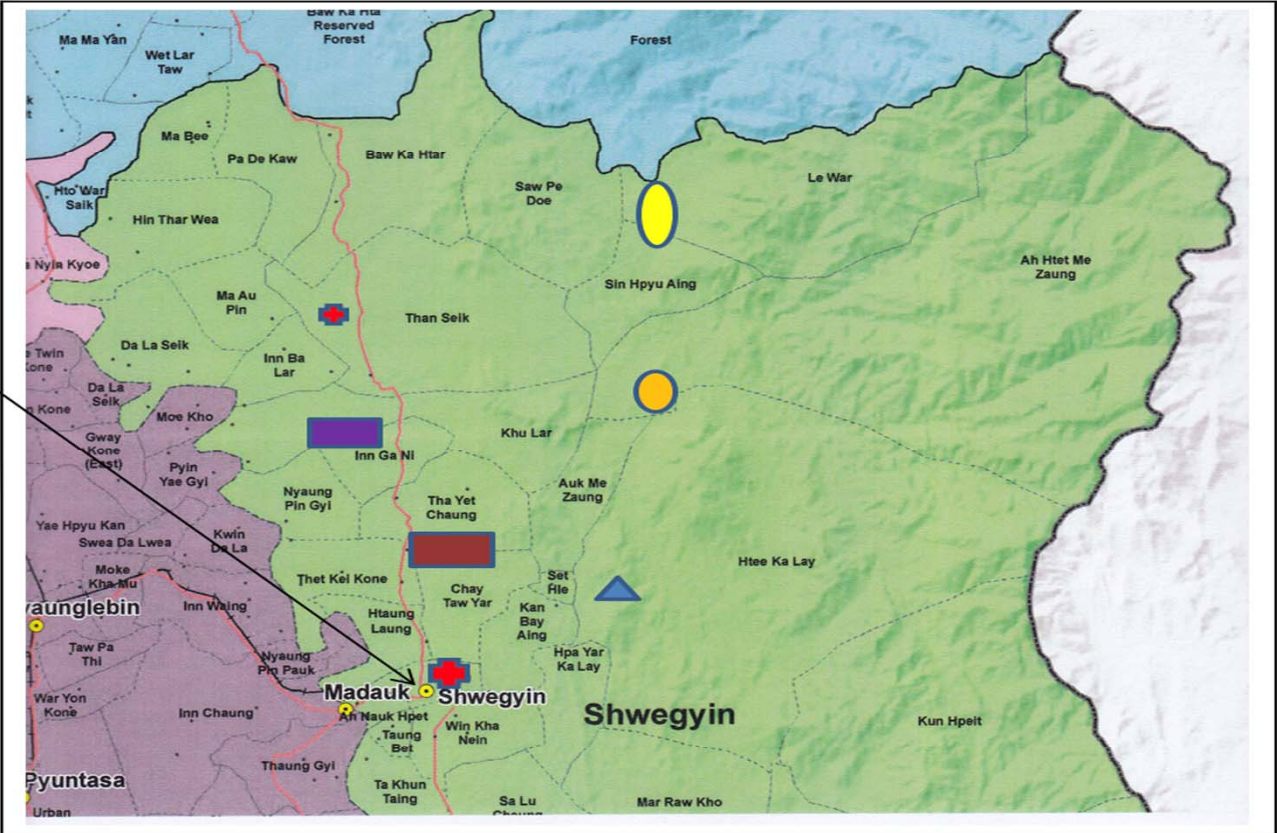 Baw Ka Hta
Reserved
Forest
Ma Ma Yan
Wet Lar
Taw
Forest
Ma Bee
Pa De Kaw
Baw Ka Htar
Saw Pe
Doe
Le War
Hto War
Saik
Hin Thar Wea
Nyin Kyoe
Ah Htet Me
Zaung
Sin Hpyu Aing
Ma Au
Pin
Than Seik
Da La Seik
Inn Ba
Lar
Twin
Kone
Da La
Seik
Kone
Moe Kho
Gway
Kone
(East)
Khu Lar
Inn Ga Ni
Pyin
Yae Gyi
Nyaung
Pin Gyi
Tha Yet
Chaung
Auk Me
Zaung
Yae Hpyu Kan
Swea Da Lwea
Kwin
Da La
Htee Ka Lay
Moke
Kha Mu
Thet Kei Kone
Chay
Taw Yar
Set
Hle
Kan
Bay
Aing
yaunglebin
Inn Waing
Htaung
Laung
Taw Pa
Thi
Nyaung
Pin Pauk
Hpa Yar
Ka Lay
Madauk
Shwegyin
War Yon
Kone
Inn Chaung
Ah Nauk Hpet
Taung
Bet
Win Kha
Nein
Shwegyin
Kun Hpeit
Thaung Gyi
Pyuntasa
Ta Khun
Taing
Sa Lu
Chaung
Mar Raw Kho
Urban